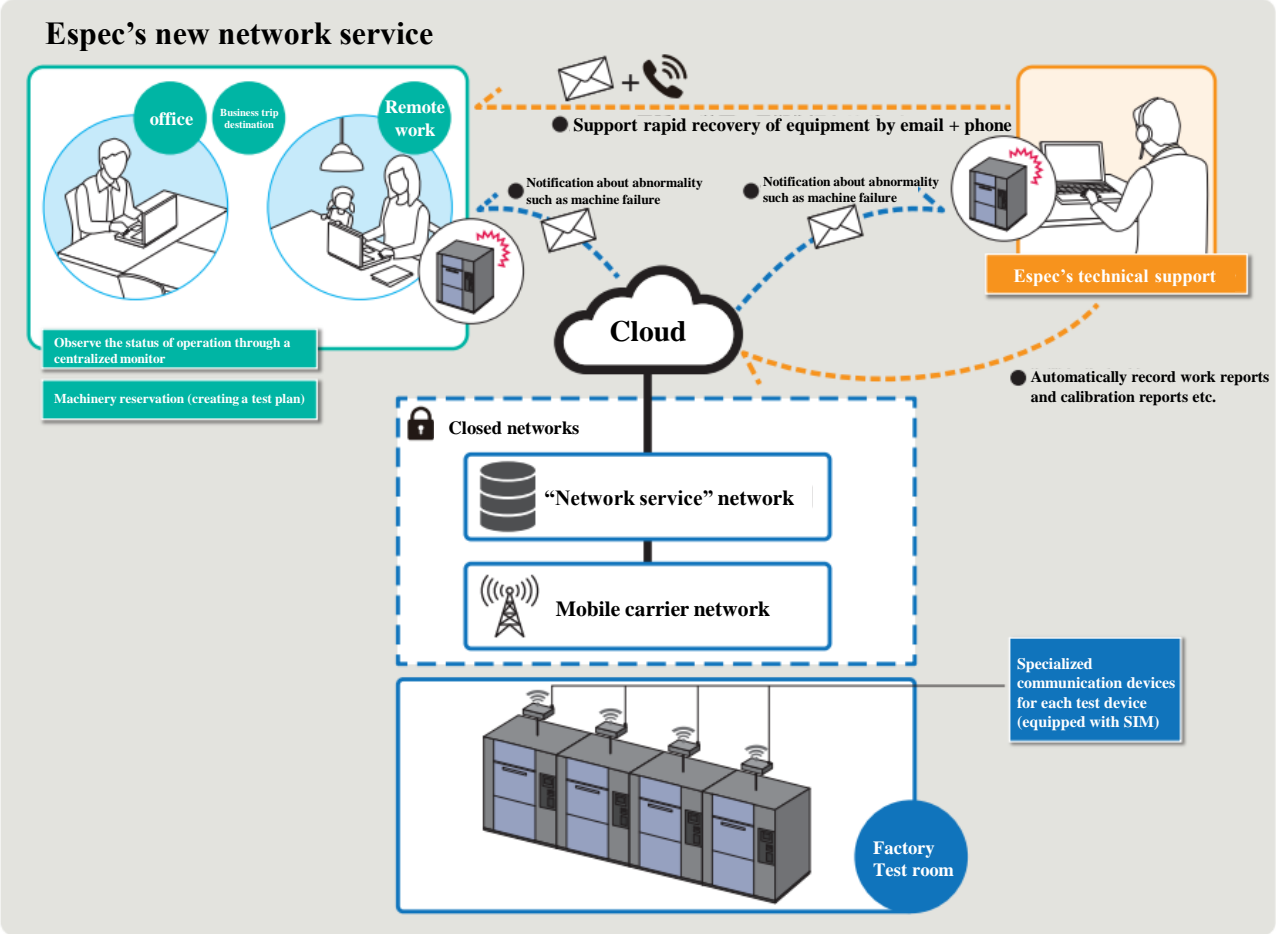 Espec’s new network service
office
Business trip
destination
Remote
work
+
● Support rapid recovery of equipment by email + phone
● Notification about abnormality
such as machine failure
● Notification about abnormality
such as machine failure
Espec’s technical support
Cloud
Observe the status of operation through a
centralized monitor
Machinery reservation (creating a test plan)
● Automatically record work reports
and calibration reports etc.
Closed networks
“Network service” network
Mobile carrier network
Specialized
communication devices
for each test device
(equipped with SIM)
Factory
Test room